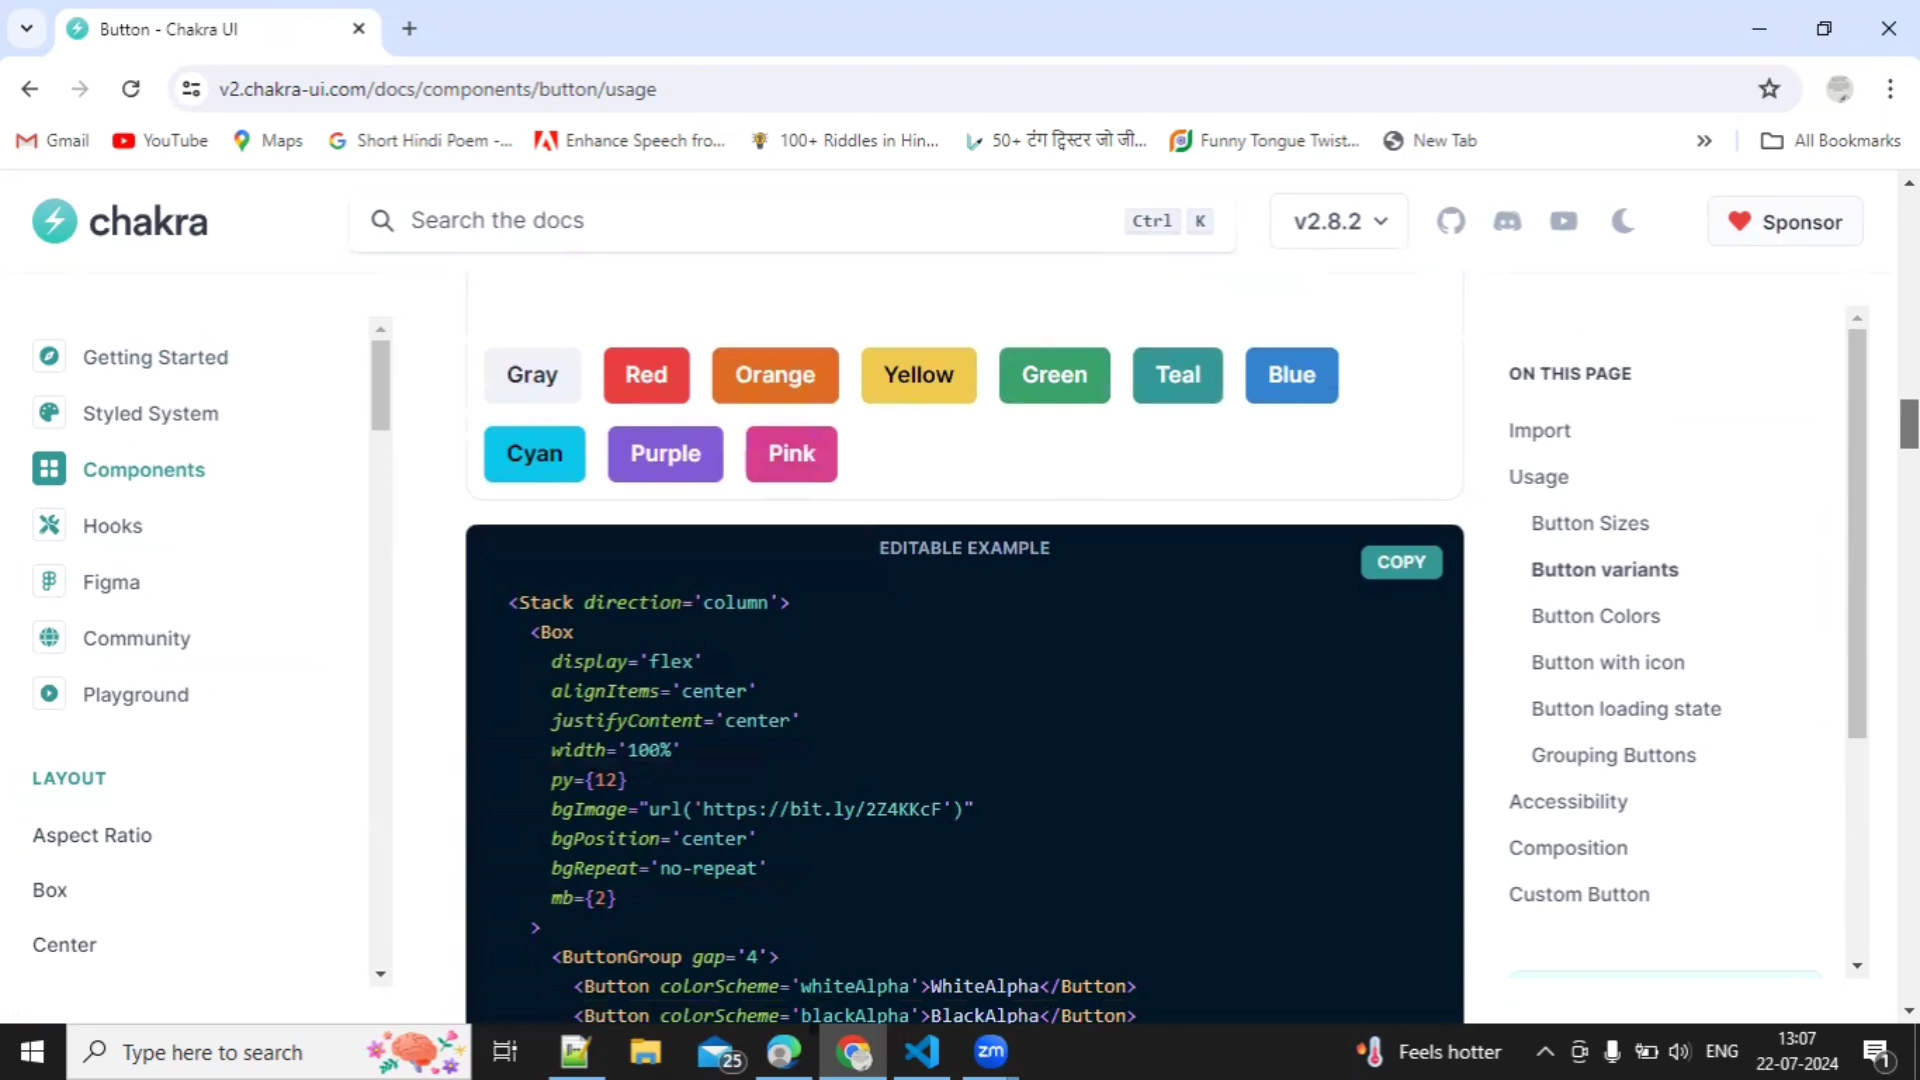 Button - Chakra UI
v2.chakra-ui.com/docs/components/button/usage
Gmail YouTube Maps Short Hindi Poem -... Enhance Speech fro... 100+ Riddles in Hin... 50+ टंग ट्विस्टर जो जी... Funny Tongue Twist... New Tab » All Bookmarks
chakra Search the docs Ctrl K v2.8.2 Sponsor
Getting Started
Styled System
Components
Hooks
Figma
Community
Playground
LAYOUT
Aspect Ratio
Box
Center
Gray Red Orange Yellow Green Teal Blue
Cyan Purple Pink
EDITABLE EXAMPLE
COPY
<Stack direction='column'>
<Box
display='flex'
alignItems='center'
justifyContent='center'
width='100%'
py={12}
bgImage="url('https://bit.ly/2Z4KKcF')"
bgPosition='center'
bgRepeat='no-repeat'
mb={2}
>
<ButtonGroup gap='4'>
<Button colorScheme='whiteAlpha'>WhiteAlpha</Button>
<Button colorScheme='blackAlpha'>BlackAlpha</Button>
ON THIS PAGE
Import
Usage
Button Sizes
Button variants
Button Colors
Button with icon
Button loading state
Grouping Buttons
Accessibility
Composition
Custom Button
Type here to search 25 zm Feels hotter ENG 13:07
22-07-2024 1